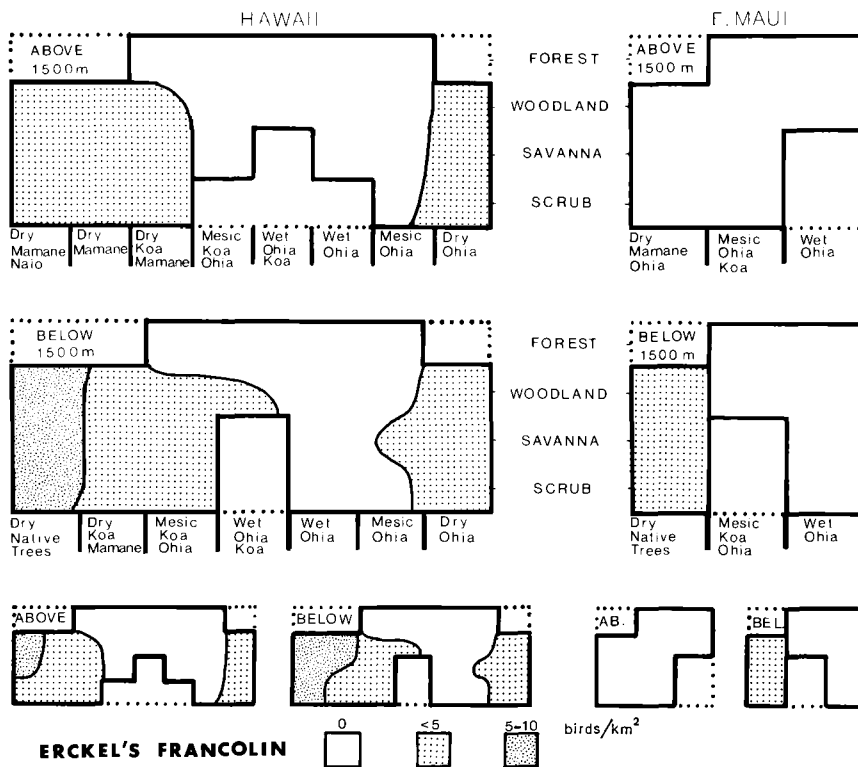 HAWAII
E. MAUI
ABOVE
1500m
FOREST
WOODLAND
SAVANNA
SCRUB
ABOVE
1500 m
Dry
Mamane
Naio
Dry
Mamane
Dry
Koa
Mamane
Mesic
Koa
Ohia
Wet
Ohia
Koa
Wet
Ohia
Mesic
Ohia
Dry
Ohia
Dry
Mamane
Ohia
Mesic
Ohia
Koa
Wet
Ohia
BELOW
1500m
FOREST
WOODLAND
SAVANNA
SCRUB
BELOW
1500 m
Dry
Native
Trees
Dry
Koa
Mamane
Mesic
Koa
Ohia
Wet
Ohia
Koa
Wet
Ohia
Mesic
Ohia
Dry
Ohia
Dry
Native
Trees
Mesic
Koa
Ohia
Wet
Ohia
ABOVE
BELOW
AB.
BEL.
ERCKEL'S FRANCOLIN
0
<5
5-10
birds/km²